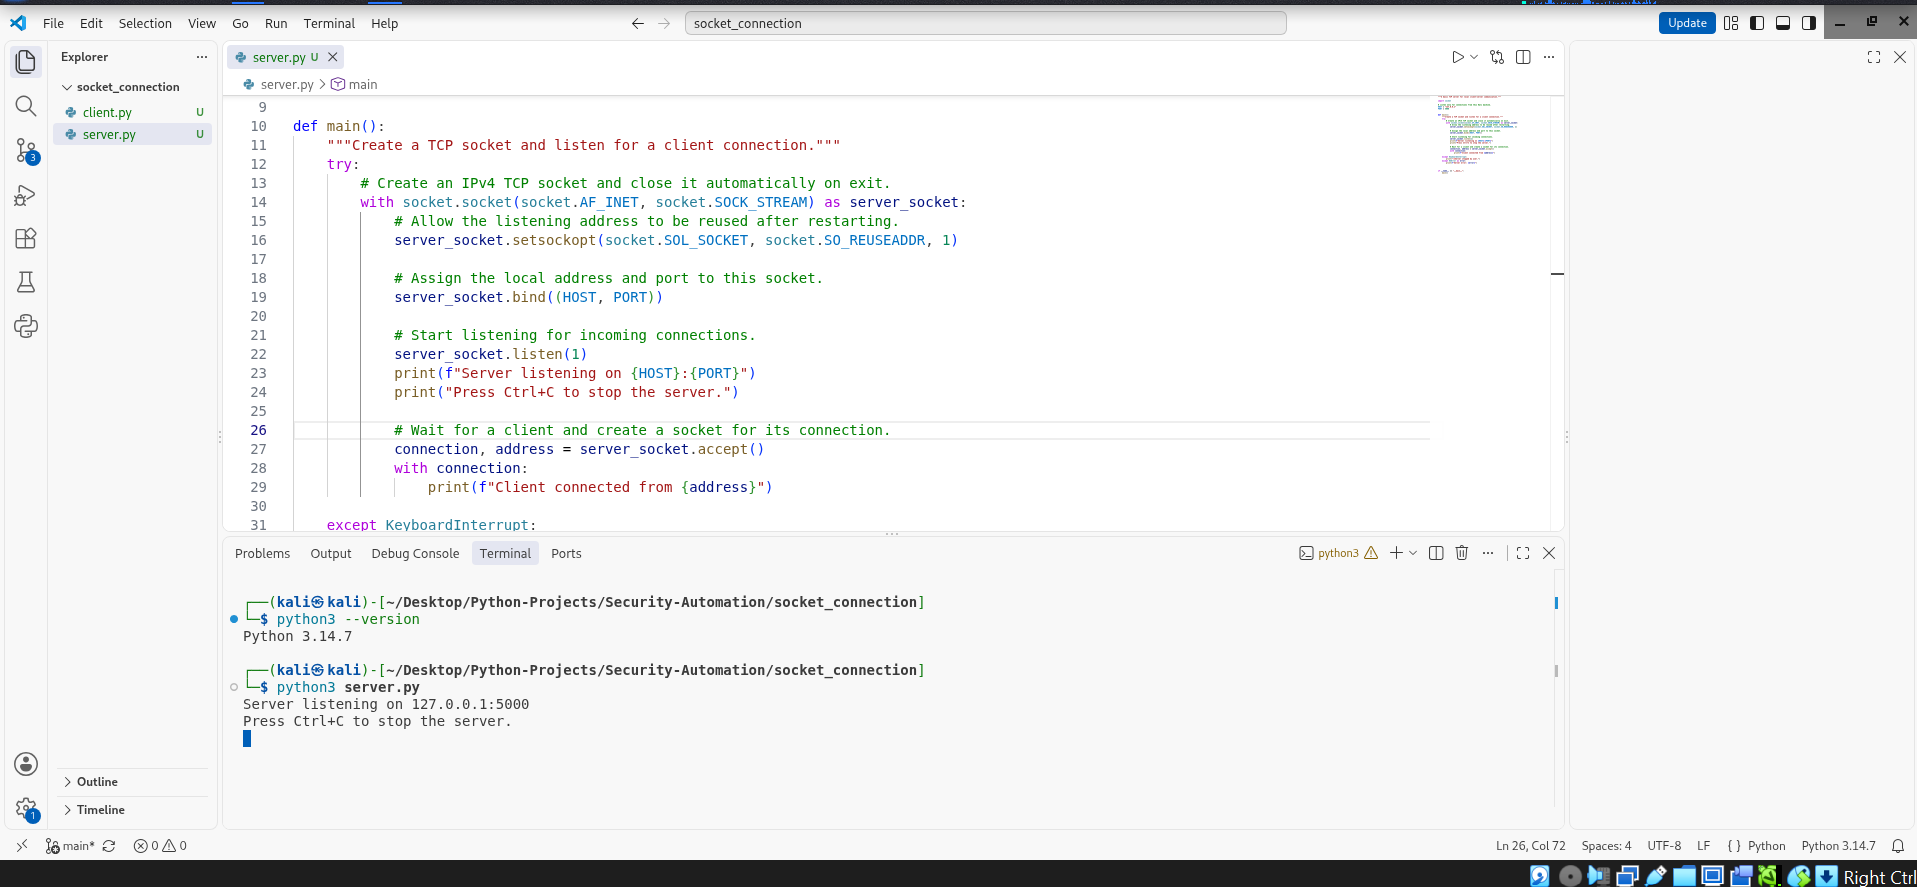 File Edit Selection View Go Run Terminal Help
socket_connection
Update
Explorer
socket_connection
client.py U
server.py U
3
1
Outline
Timeline
server.py U
server.py > main
9
10 def main():
11 """Create a TCP socket and listen for a client connection."""
12 try:
13 # Create an IPv4 TCP socket and close it automatically on exit.
14 with socket.socket(socket.AF_INET, socket.SOCK_STREAM) as server_socket:
15 # Allow the listening address to be reused after restarting.
16 server_socket.setsockopt(socket.SOL_SOCKET, socket.SO_REUSEADDR, 1)
17
18 # Assign the local address and port to this socket.
19 server_socket.bind((HOST, PORT))
20
21 # Start listening for incoming connections.
22 server_socket.listen(1)
23 print(f"Server listening on {HOST}:{PORT}")
24 print("Press Ctrl+C to stop the server.")
25
26 # Wait for a client and create a socket for its connection.
27 connection, address = server_socket.accept()
28 with connection:
29 print(f"Client connected from {address}")
30
31 except KeyboardInterrupt:
Problems Output Debug Console Terminal Ports
python3
┌──(kali㉿kali)-[~/Desktop/Python-Projects/Security-Automation/socket_connection]
└─$ python3 --version
Python 3.14.7
┌──(kali㉿kali)-[~/Desktop/Python-Projects/Security-Automation/socket_connection]
└─$ python3 server.py
Server listening on 127.0.0.1:5000
Press Ctrl+C to stop the server.
main* 0 0
Ln 26, Col 72 Spaces: 4 UTF-8 LF { } Python Python 3.14.7
Right Ctrl